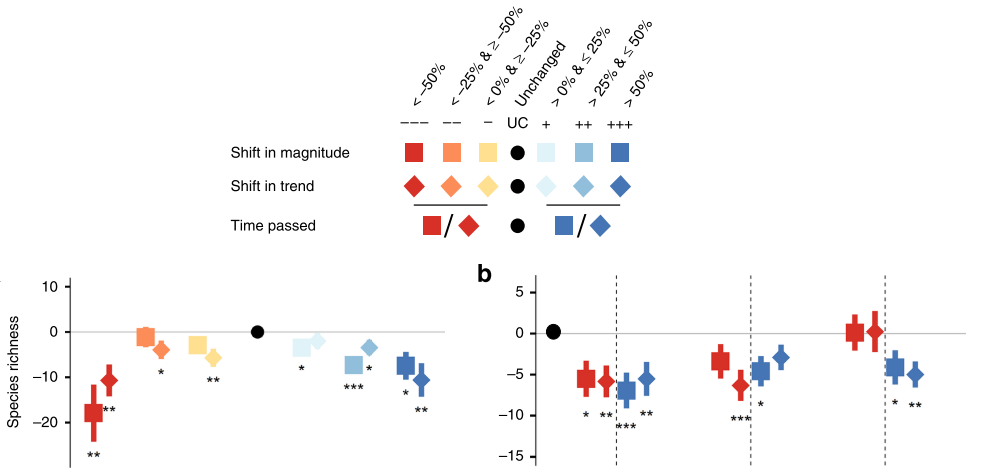 < −50%
< −25% & ≥ −50%
< 0% & ≥ −25%
Unchanged
> 0% & ≤ 25%
> 25% & ≤ 50%
> 50%
−−− −− − UC + ++ +++
Shift in magnitude
Shift in trend
Time passed / /
b
Species richness
10
0
−10
−20
** ** * ** * *** * * **
5
0
−5
−10
−15
* ** *** ** *** * * **